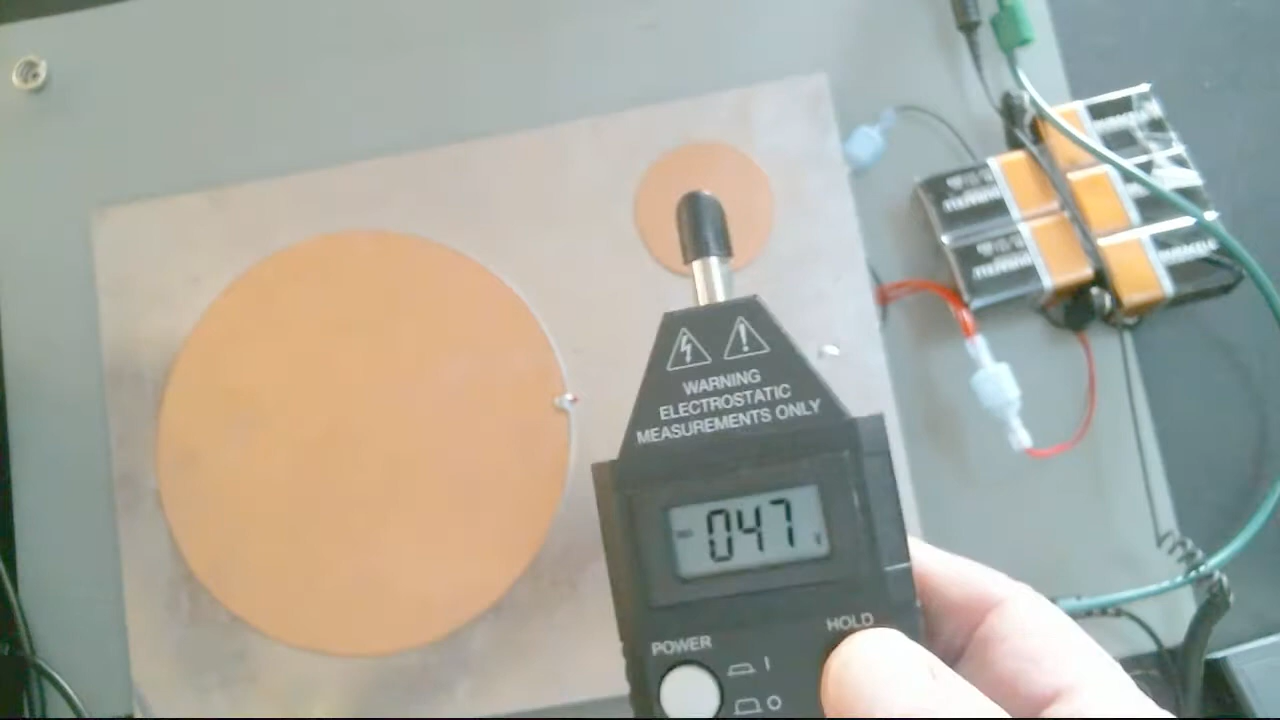 WARNING
ELECTROSTATIC
MEASUREMENTS ONLY
047
HOLD
POWER
I
O